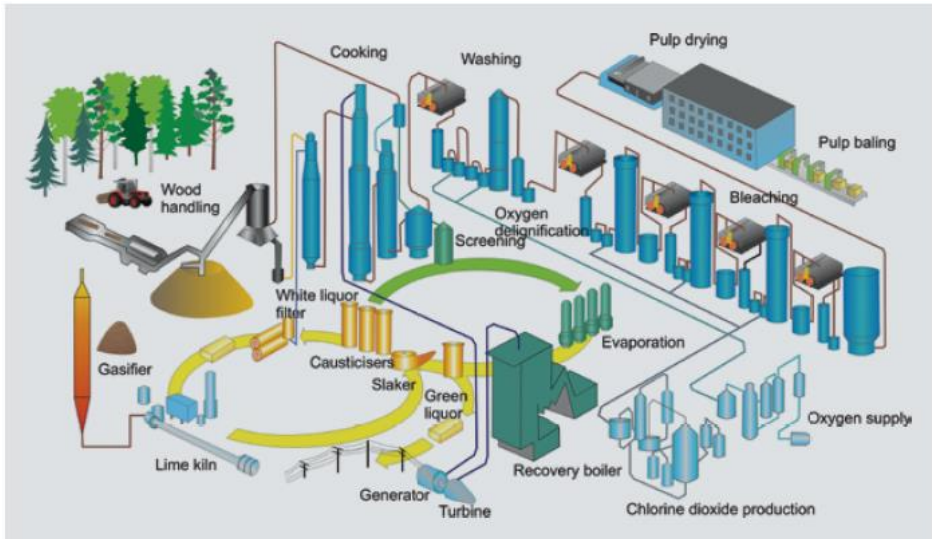 Cooking
Washing
Pulp drying
Pulp baling
Wood
handling
Oxygen
delignification
Bleaching
Screening
White liquor
filter
Gasifier
Causticisers
Slaker
Green
liquor
Evaporation
Oxygen supply
Lime kiln
Generator
Turbine
Recovery boiler
Chlorine dioxide production